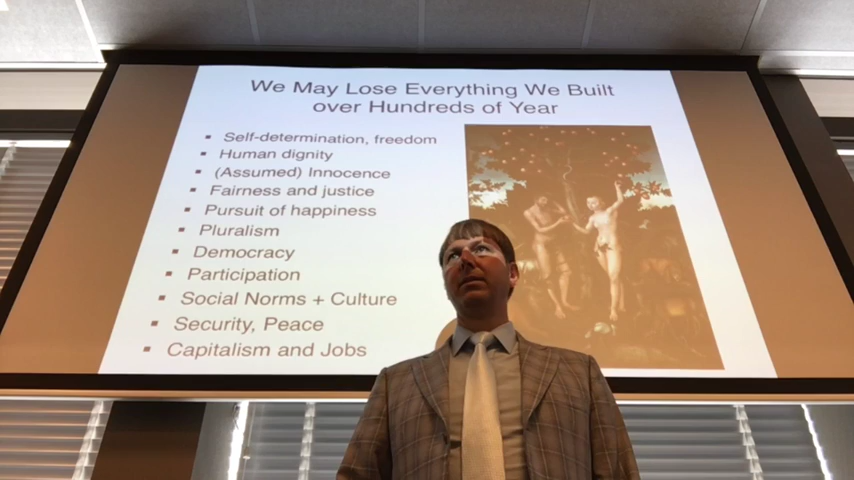 We May Lose Everything We Built
over Hundreds of Year
▪ Self-determination, freedom
▪ Human dignity
▪ (Assumed) Innocence
▪ Fairness and justice
▪ Pursuit of happiness
▪ Pluralism
▪ Democracy
▪ Participation
▪ Social Norms + Culture
▪ Security, Peace
▪ Capitalism and Jobs